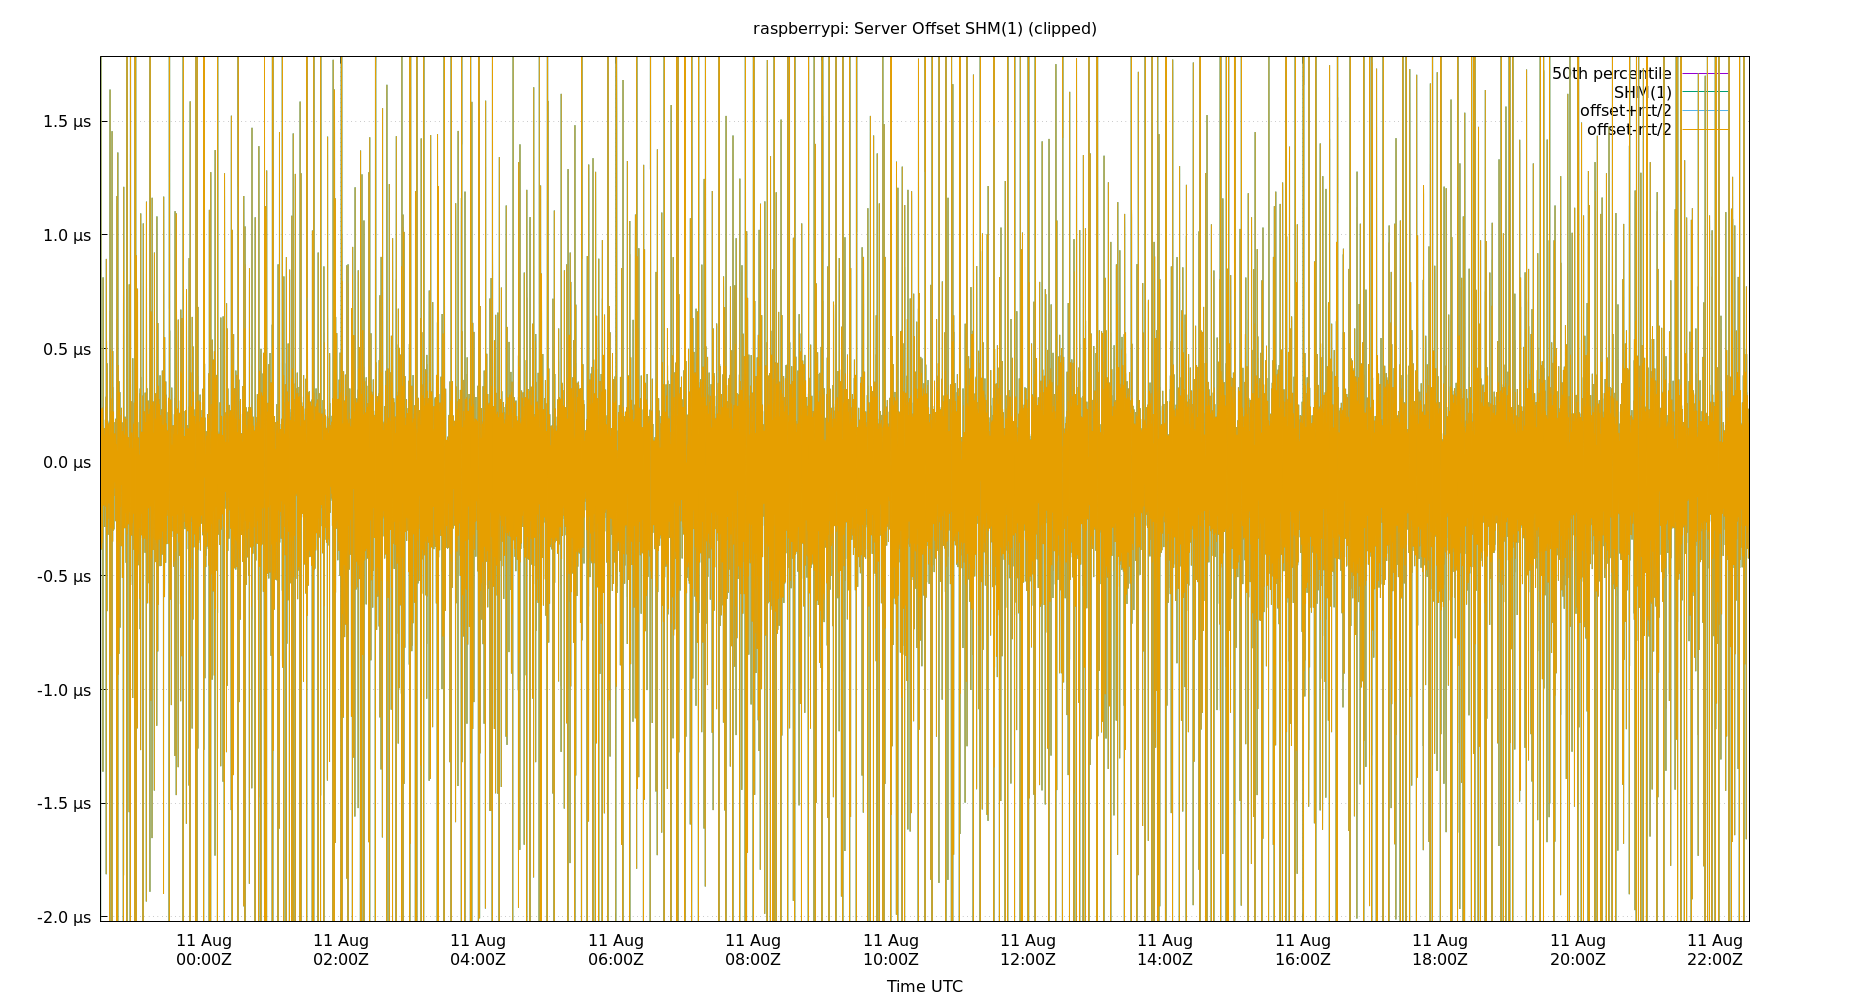 raspberrypi: Server Offset SHM(1) (clipped)
50th percentile
SHM(1)
offset+rtt/2
offset-rtt/2
1.5 µs
1.0 µs
0.5 µs
0.0 µs
-0.5 µs
-1.0 µs
-1.5 µs
-2.0 µs
11 Aug 11 Aug 11 Aug 11 Aug 11 Aug 11 Aug 11 Aug 11 Aug 11 Aug 11 Aug 11 Aug 11 Aug
00:00Z 02:00Z 04:00Z 06:00Z 08:00Z 10:00Z 12:00Z 14:00Z 16:00Z 18:00Z 20:00Z 22:00Z
Time UTC